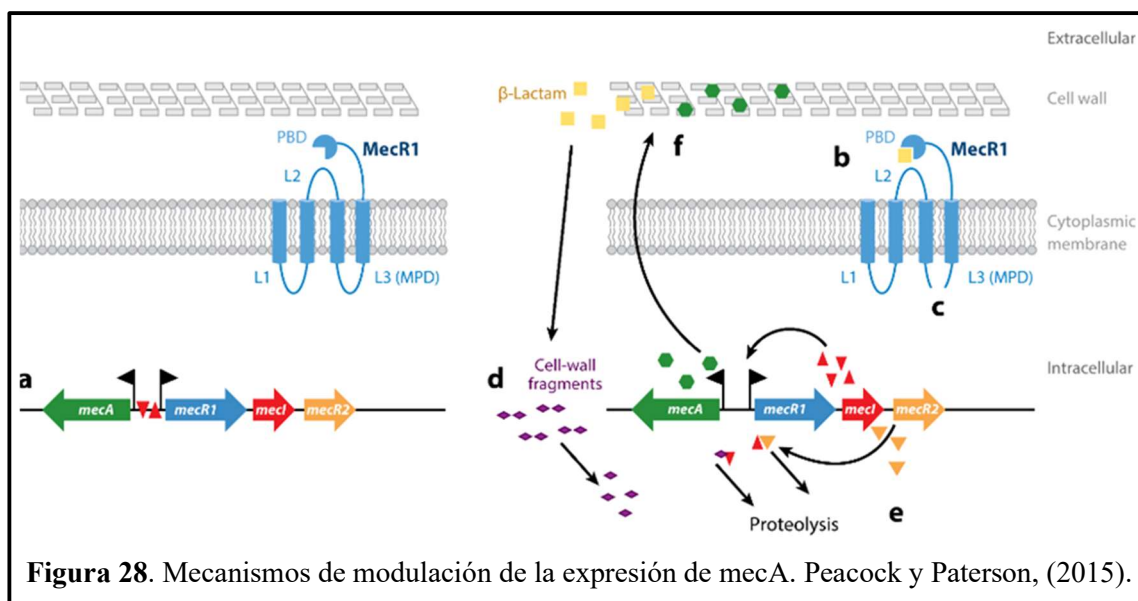 Extracellular
β-Lactam
Cell wall
PBD
MecR1
L2
L1
L3 (MPD)
f
b
PBD
MecR1
L2
Cytoplasmic
membrane
L1
L3 (MPD)
c
a
mecA
mecR1
mecI
mecR2
d
Cell-wall
fragments
Intracellular
mecA
mecR1
mecI
mecR2
Proteolysis
e
Figura 28. Mecanismos de modulación de la expresión de mecA. Peacock y Paterson, (2015).